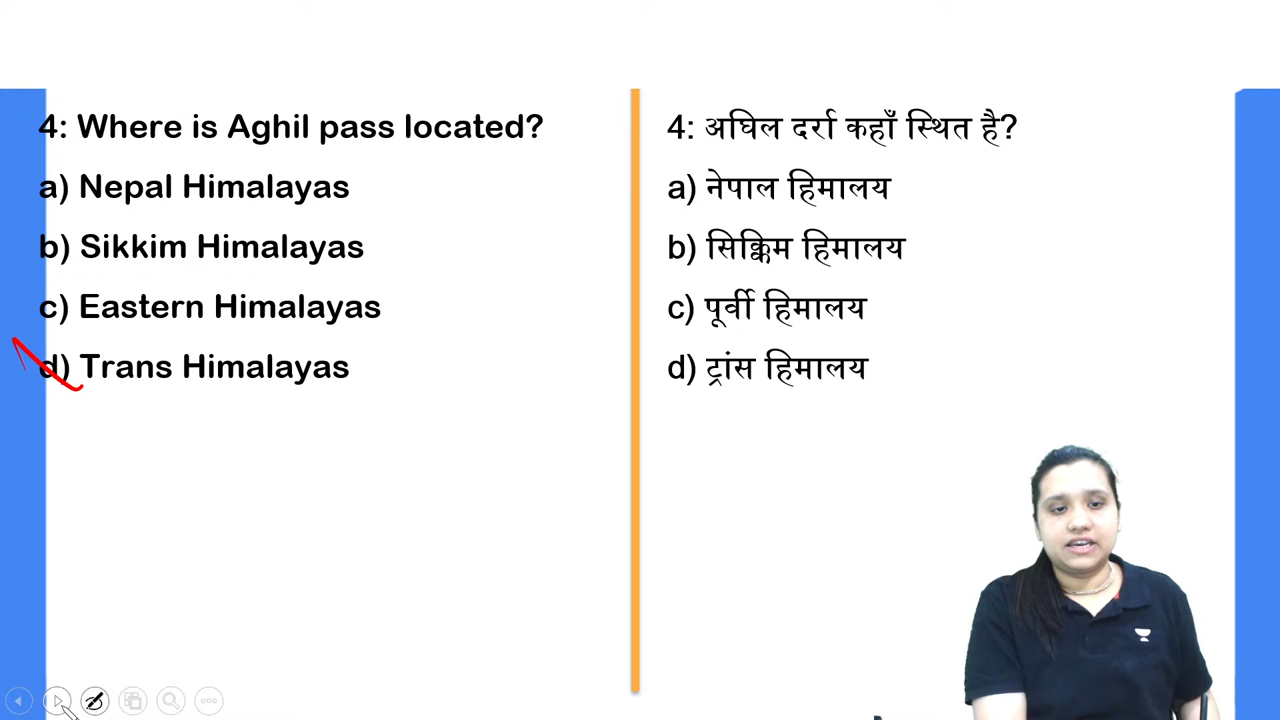 4: Where is Aghil pass located?
a) Nepal Himalayas
b) Sikkim Himalayas
c) Eastern Himalayas
d) Trans Himalayas
4: अघिल दर्रा कहाँ स्थित है?
a) नेपाल हिमालय
b) सिक्किम हिमालय
c) पूर्वी हिमालय
d) ट्रांस हिमालय